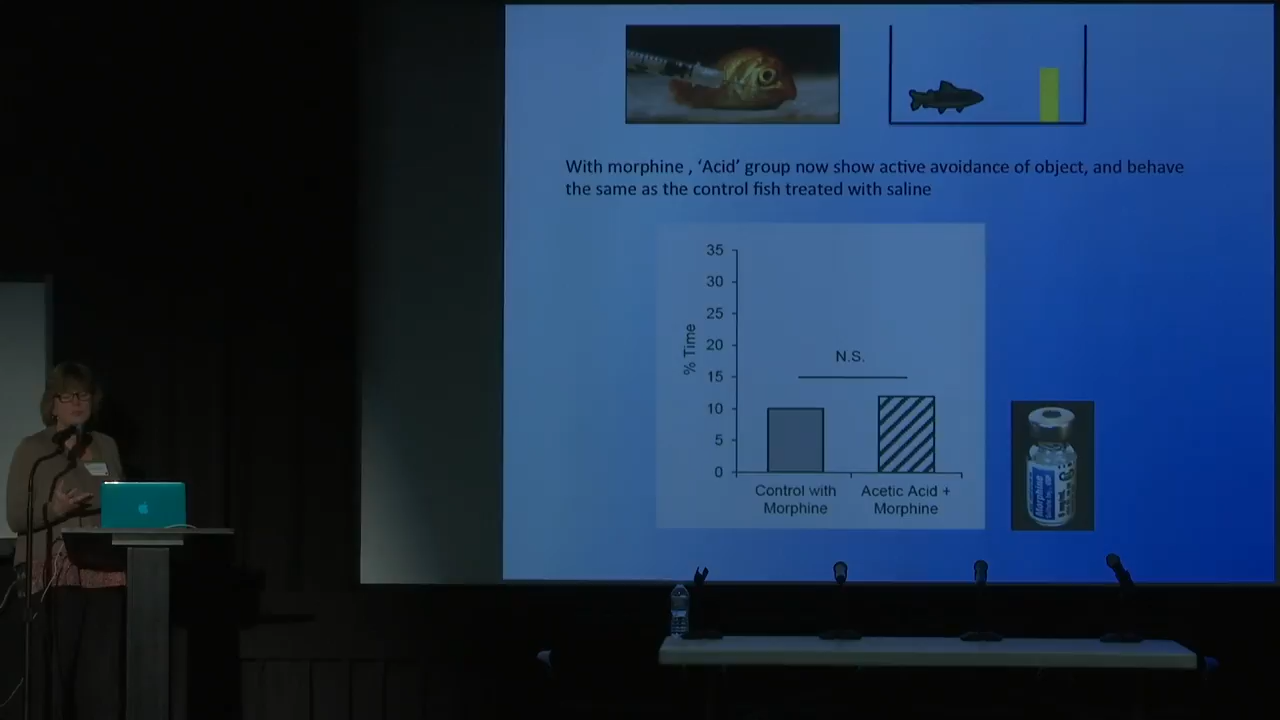 With morphine , ‘Acid’ group now show active avoidance of object, and behave
the same as the control fish treated with saline
35
30
25
20
15
10
5
0
% Time
N.S.
Control with
Morphine
Acetic Acid +
Morphine
Morphine